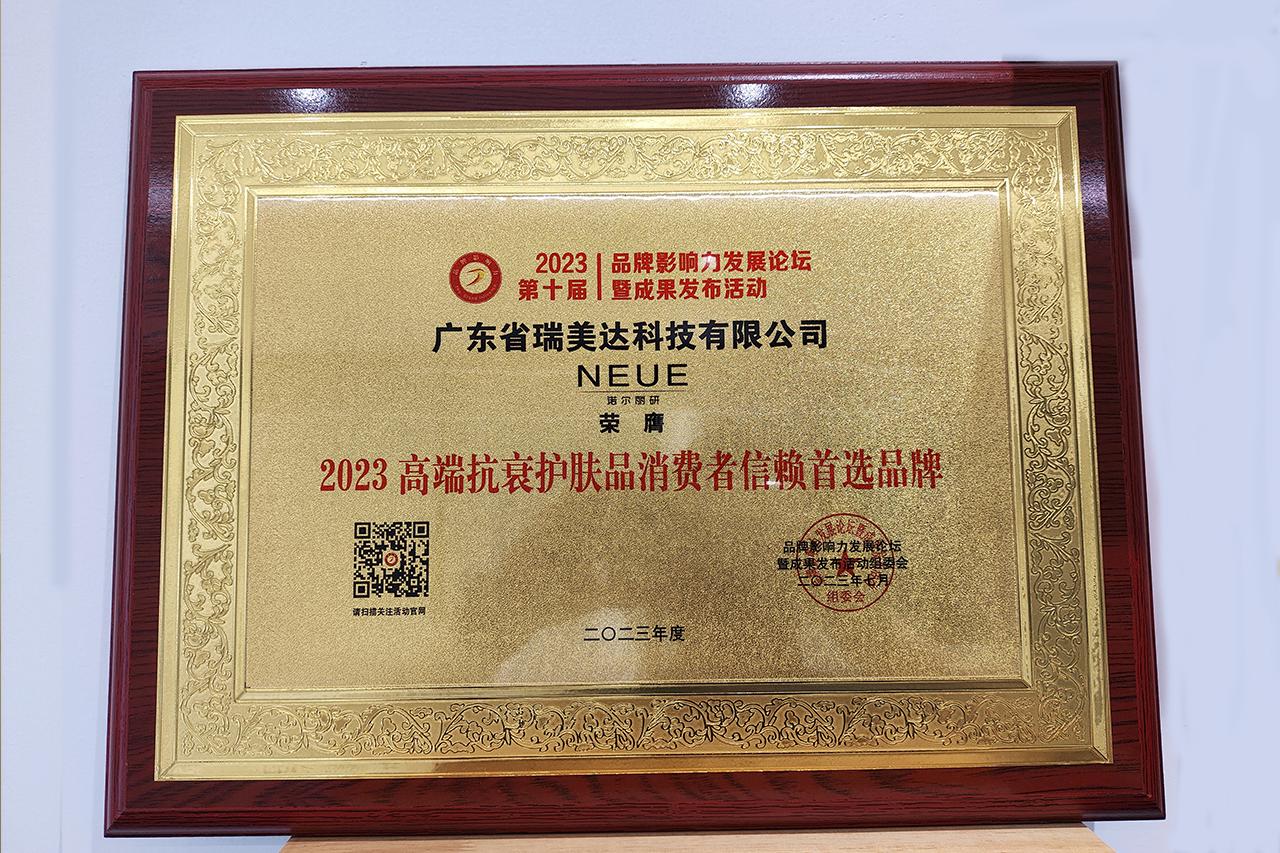 2023
第十届
品牌影响力发展论坛
暨成果发布活动
广东省瑞美达科技有限公司
NEUE
诺尔丽研
荣膺
2023高端抗衰护肤品消费者信赖首选品牌
请扫描关注活动官网
品牌影响力发展论坛
暨成果发布活动组委会
二〇二三年七月
组委会
二〇二三年度